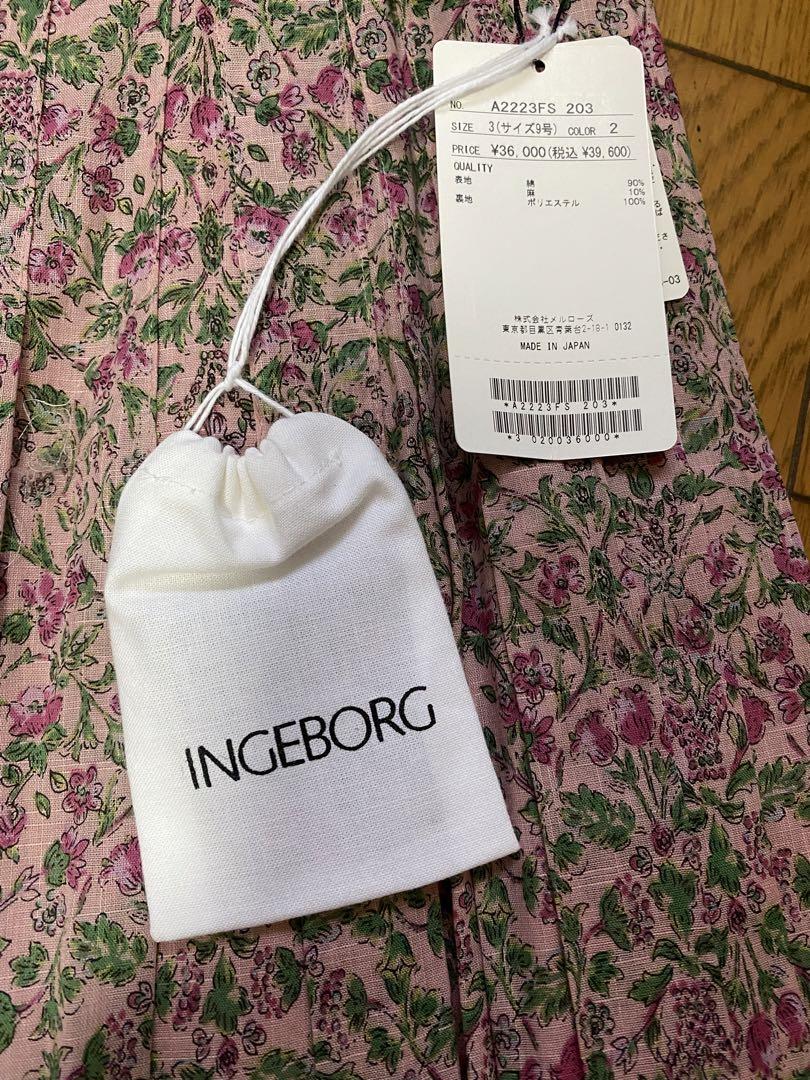 NO. A2223FS 203
SIZE 3(サイズ9号) COLOR 2
PRICE ¥36,000(税込 ¥39,600)
QUALITY
表地 綿 90%
麻 10%
裏地 ポリエステル 100%
株式会社メルローズ
東京都目黒区青葉台2-18-1 0132
MADE IN JAPAN
*A2223FS 203*
*3 020036000*
-03
INGEBORG